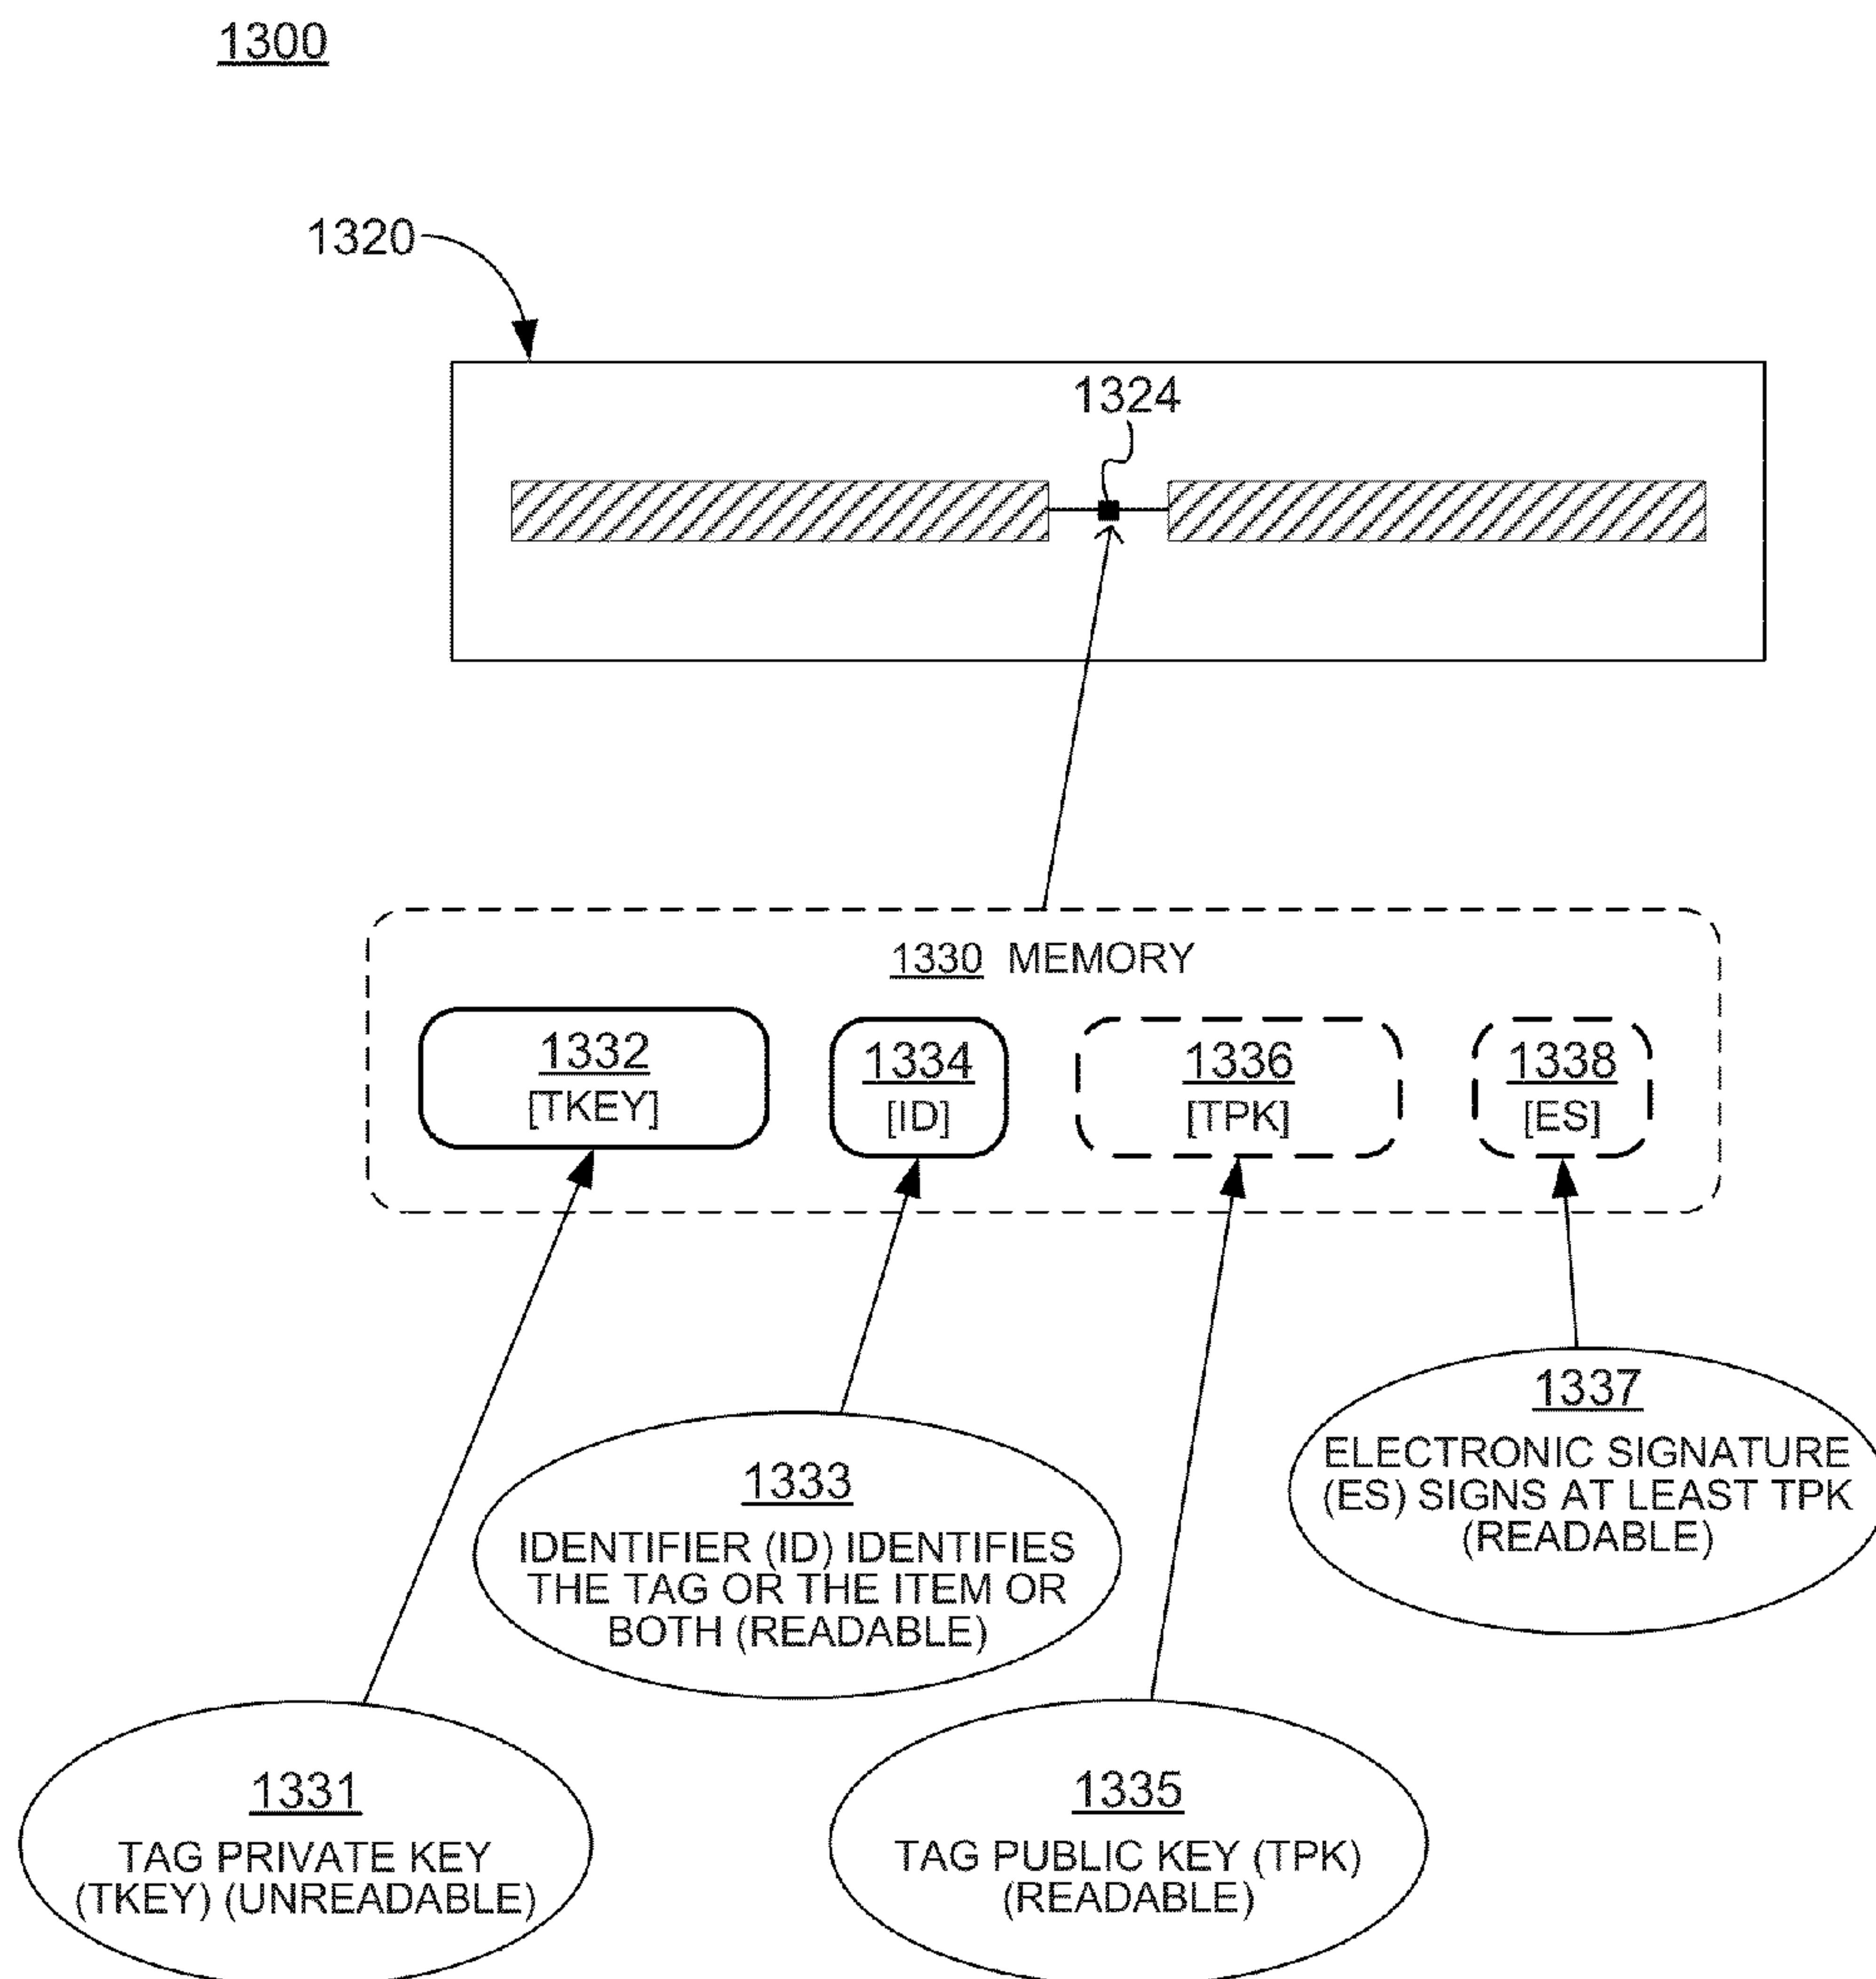 1300
1320
1324
1330 MEMORY
1332
[TKEY]
1334
[ID]
1336
[TPK]
1338
[ES]
1337
ELECTRONIC SIGNATURE
(ES) SIGNS AT LEAST TPK
(READABLE)
1333
IDENTIFIER (ID) IDENTIFIES
THE TAG OR THE ITEM OR
BOTH (READABLE)
1331
TAG PRIVATE KEY
(TKEY) (UNREADABLE)
1335
TAG PUBLIC KEY (TPK)
(READABLE)